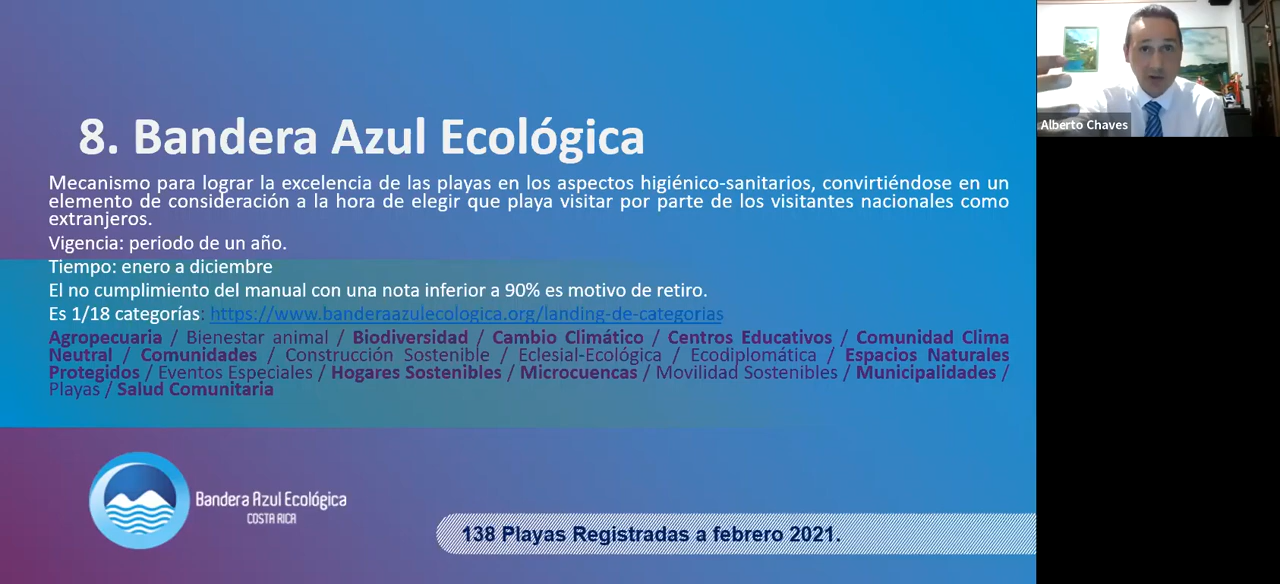 8. Bandera Azul Ecológica
Mecanismo para lograr la excelencia de las playas en los aspectos higiénico-sanitarios, convirtiéndose en un
elemento de consideración a la hora de elegir que playa visitar por parte de los visitantes nacionales como
extranjeros.
Vigencia: periodo de un año.
Tiempo: enero a diciembre
El no cumplimiento del manual con una nota inferior a 90% es motivo de retiro.
Es 1/18 categorías: https://www.banderaazulecologica.org/landing-de-categorias
Agropecuaria / Bienestar animal / Biodiversidad / Cambio Climático / Centros Educativos / Comunidad Clima
Neutral / Comunidades / Construcción Sostenible / Eclesial-Ecológica / Ecodiplomática / Espacios Naturales
Protegidos / Eventos Especiales / Hogares Sostenibles / Microcuencas / Movilidad Sostenibles / Municipalidades /
Playas / Salud Comunitaria
Bandera Azul Ecológica
COSTA RICA
138 Playas Registradas a febrero 2021.
Alberto Chaves